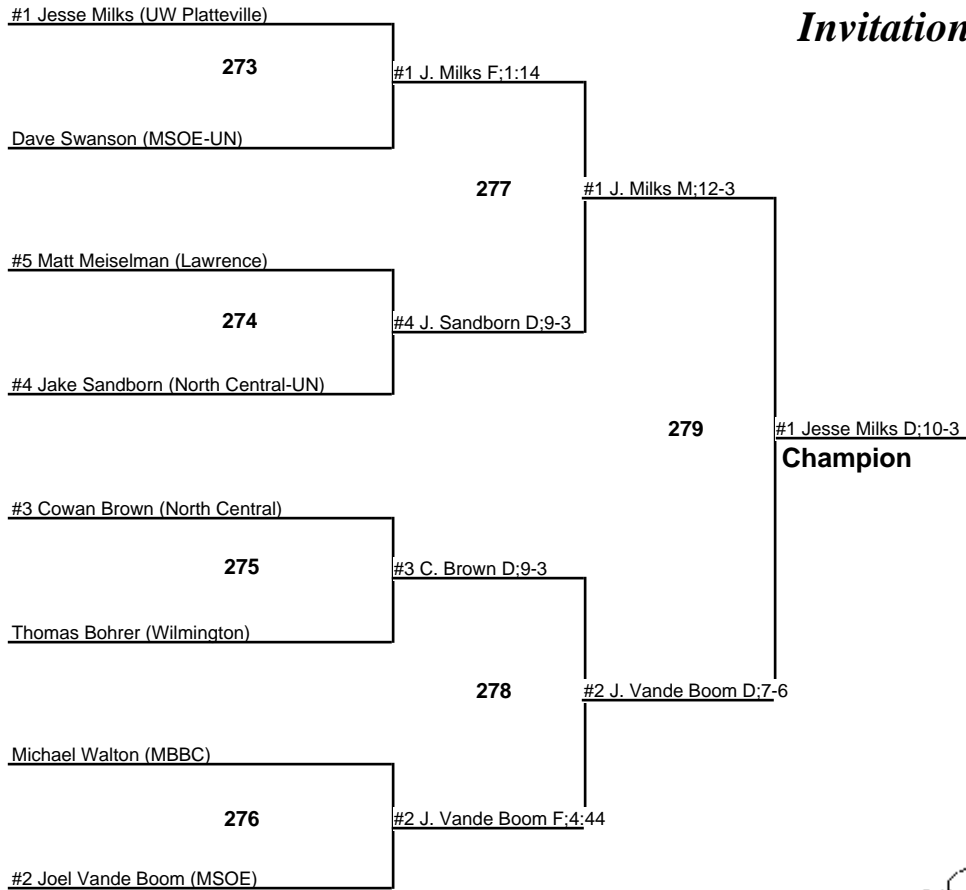 #1 Jesse Milks (UW Platteville)
Invitation
273
#1 J. Milks F;1:14
Dave Swanson (MSOE-UN)
277
#1 J. Milks M;12-3
#5 Matt Meiselman (Lawrence)
274
#4 J. Sandborn D;9-3
#4 Jake Sandborn (North Central-UN)
279
#1 Jesse Milks D;10-3
Champion
#3 Cowan Brown (North Central)
275
#3 C. Brown D;9-3
Thomas Bohrer (Wilmington)
278
#2 J. Vande Boom D;7-6
Michael Walton (MBBC)
276
#2 J. Vande Boom F;4:44
#2 Joel Vande Boom (MSOE)